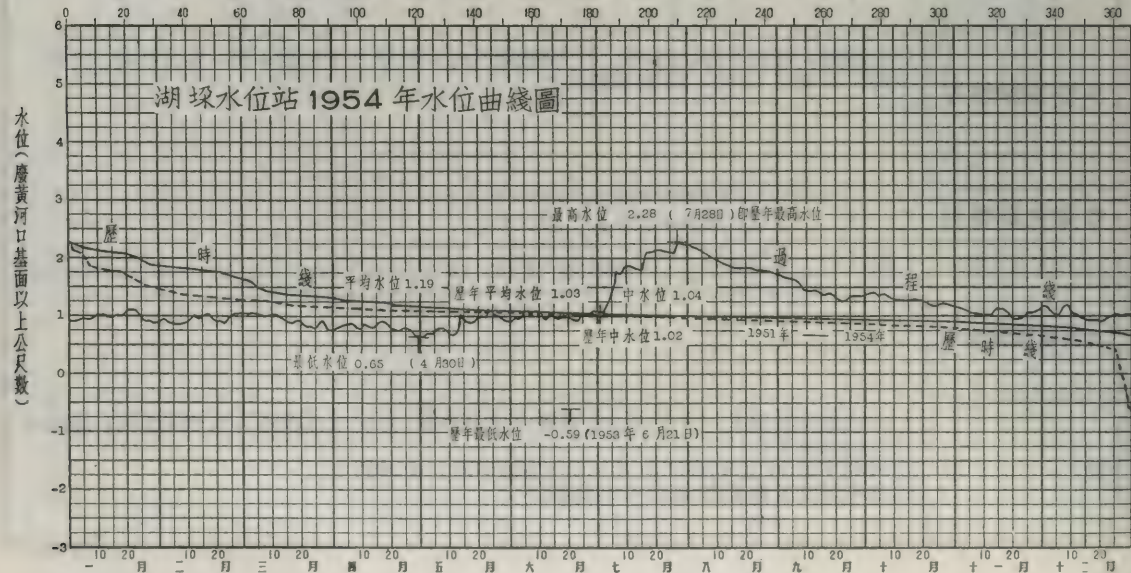 0 20 40 60 80 100 120 140 160 180 200 220 240 260 280 300 320 340 360
湖垛水位站 1954 年水位曲綫圖
水位（廢黃河口基面以上公尺數）
6
5
4
3
2
1
0
-1
-2
-3
最高水位 2.28 ( 7月28日 ) 即歷年最高水位
歷 時 綫
過 程 綫
平均水位 1.19
歷年平均水位 1.03
中水位 1.04
歷年中水位 1.02
1951年 —— 1954年
歷 時 綫
最低水位 0.65 ( 4月30日 )
歷年最低水位 -0.59 (1953年 6月21日)
10 20 10 20 10 20 10 20 10 20 10 20 10 20 10 20 10 20 10 20 10 20 10 20
一月 二月 三月 四月 五月 六月 七月 八月 九月 十月 十一月 十二月